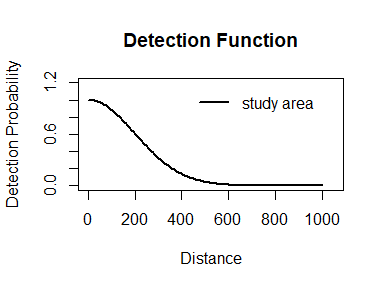 Detection Function
Detection Probability
1.2
0.6
0.0
study area
0 200 400 600 800 1000
Distance